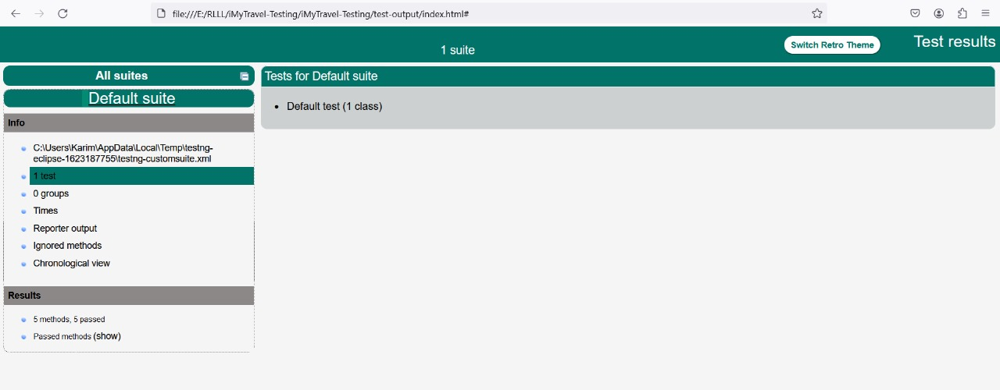 file:///E:/RLLL/iMyTravel-Testing/iMyTravel-Testing/test-output/index.html#
Test results
1 suite
Switch Retro Theme
All suites
Default suite
Info
C:\Users\Karim\AppData\Local\Temp\testng-
eclipse-1623187755\testng-customsuite.xml
1 test
0 groups
Times
Reporter output
Ignored methods
Chronological view
Results
5 methods, 5 passed
Passed methods (show)
Tests for Default suite
Default test (1 class)